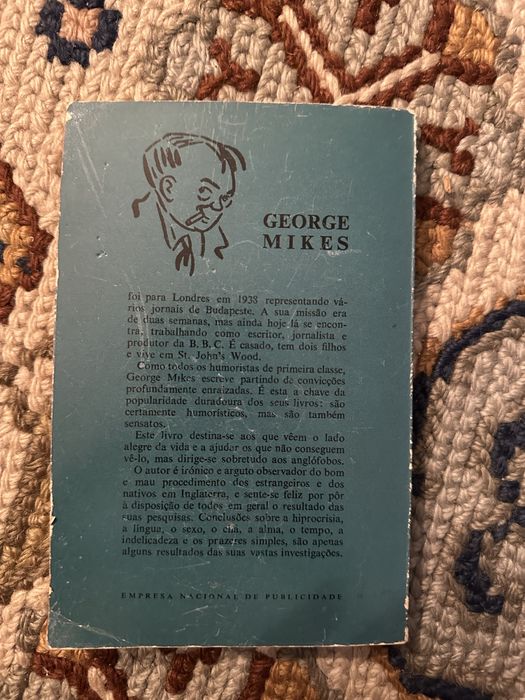 GEORGE
MIKES
foi para Londres em 1938 representando vá-
rios jornais de Budapeste. A sua missão era
de duas semanas, mas ainda hoje lá se encon-
tra, trabalhando como escritor, jornalista e
produtor da B. B. C. É casado, tem dois filhos
e vive em St. John's Wood.
Como todos os humoristas de primeira classe,
George Mikes escreve partindo de convicções
profundamente enraizadas. É esta a chave da
popularidade duradoura dos seus livros: são
certamente humorísticos, mas são também
sensatos.
Este livro destina-se aos que vêem o lado
alegre da vida e a ajudar os que não conseguem
vê-lo, mas dirige-se sobretudo aos anglófobos.
O autor é irónico e arguto observador do bom
e mau procedimento dos estrangeiros e dos
nativos em Inglaterra, e sente-se feliz por pôr
à disposição de todos em geral o resultado das
suas pesquisas. Conclusões sobre a hiprocrisia,
a língua, o sexo, o chá, a alma, o tempo, a
indelicadeza e os prazeres simples, são apenas
alguns resultados das suas vastas investigações.
EMPRESA NACIONAL DE PUBLICIDADE